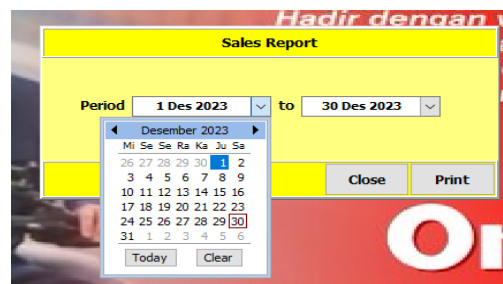 Hadir dengan
Sales Report
Period 1 Des 2023 to 30 Des 2023
Desember 2023
Mi Se Se Ra Ka Ju Sa
26 27 28 29 30 1 2
3 4 5 6 7 8 9
10 11 12 13 14 15 16
17 18 19 20 21 22 23
24 25 26 27 28 29 30
31 1 2 3 4 5 6
Today Clear
Close Print